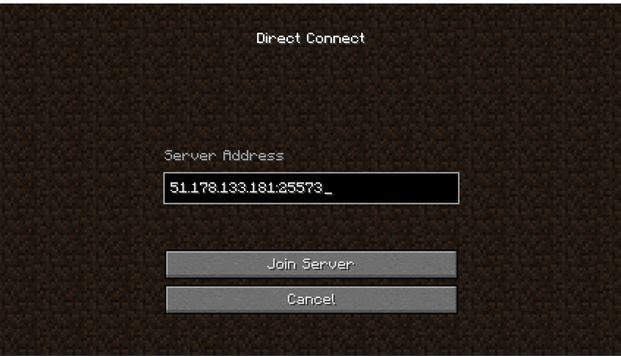 Direct Connect
Server Address
51.178.133.181:25573_
Join Server
Cancel